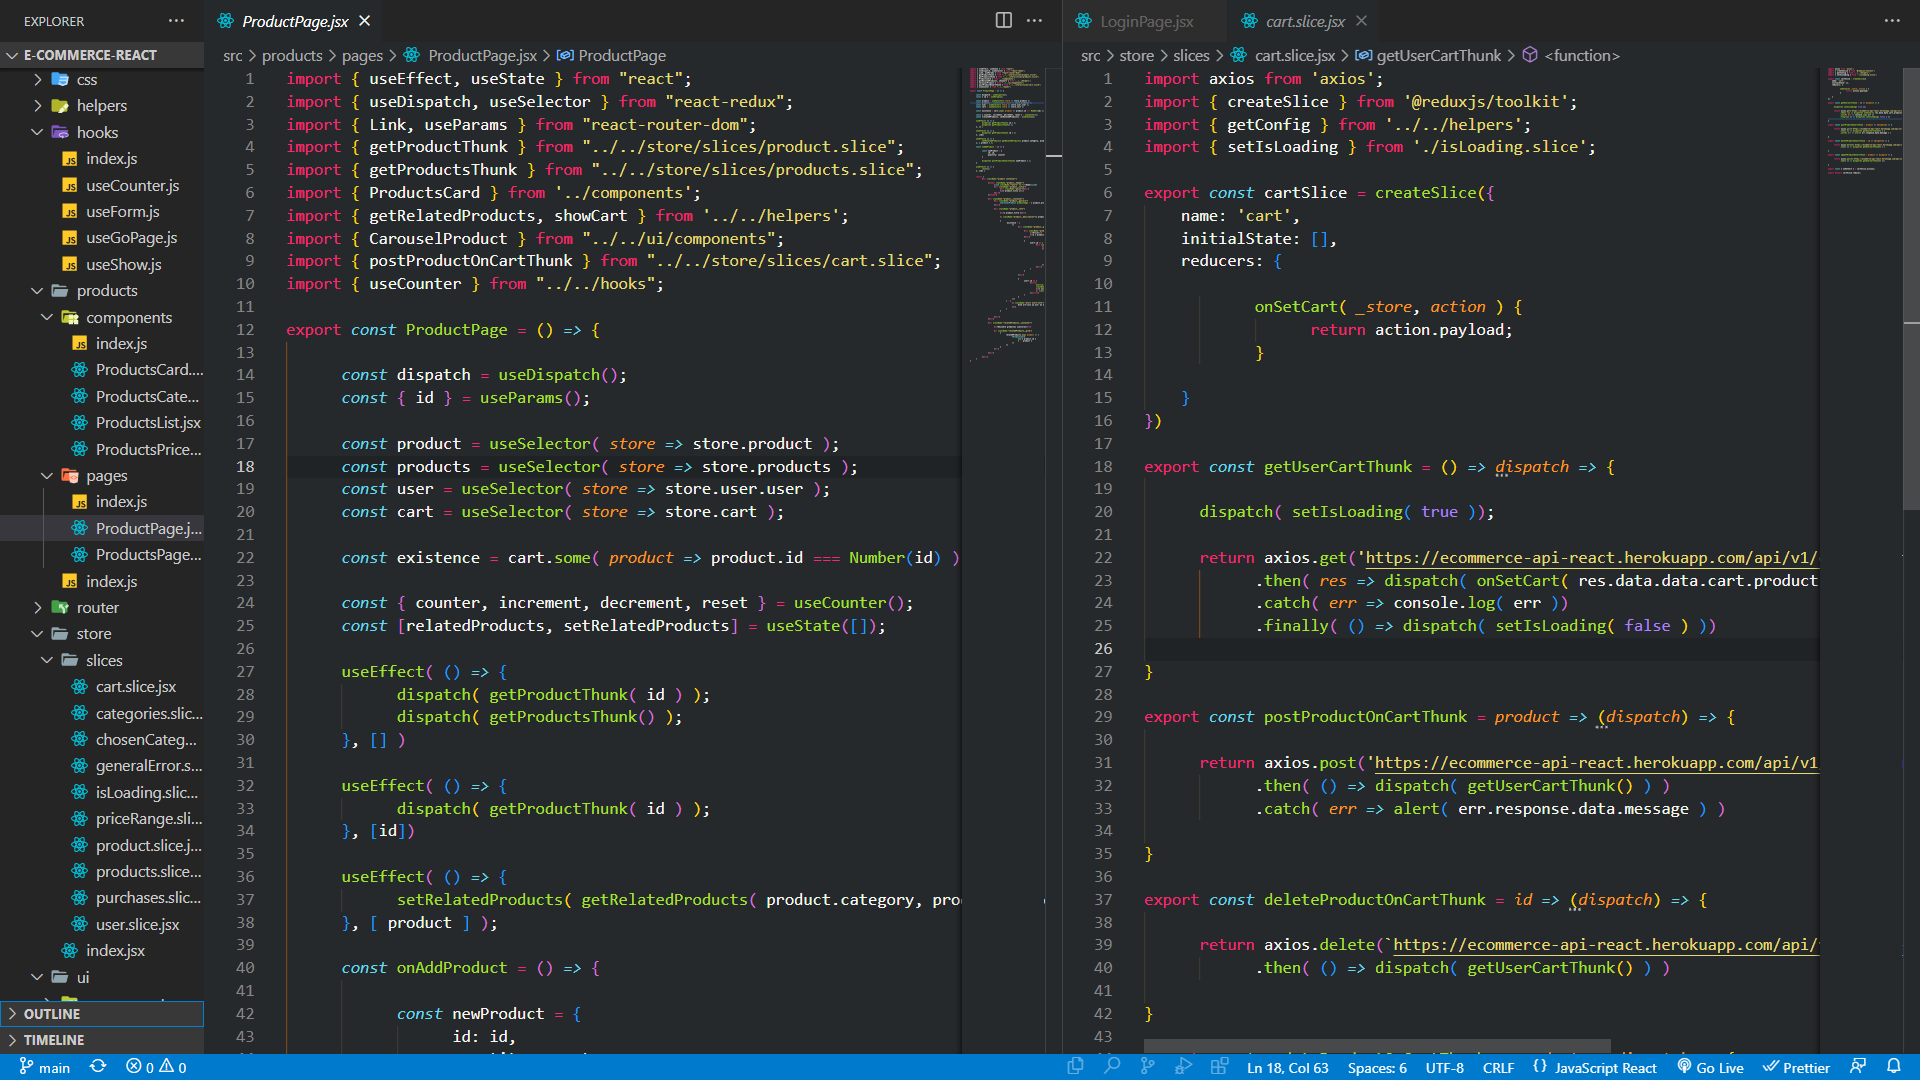 EXPLORER
E-COMMERCE-REACT
css
helpers
hooks
index.js
useCounter.js
useForm.js
useGoPage.js
useShow.js
products
components
index.js
ProductsCard....
ProductsCate...
ProductsList.jsx
ProductsPrice...
pages
index.js
ProductPage.j...
ProductsPage...
index.js
router
store
slices
cart.slice.jsx
categories.slic...
chosenCateg...
generalError.s...
isLoading.slic...
priceRange.sli...
product.slice.j...
products.slice...
purchases.slic...
user.slice.jsx
index.jsx
ui
OUTLINE
TIMELINE
ProductPage.jsx
src > products > pages > ProductPage.jsx > ProductPage
1 import { useEffect, useState } from "react";
2 import { useDispatch, useSelector } from "react-redux";
3 import { Link, useParams } from "react-router-dom";
4 import { getProductThunk } from "../../store/slices/product.slice";
5 import { getProductsThunk } from "../../store/slices/products.slice";
6 import { ProductsCard } from '../components';
7 import { getRelatedProducts, showCart } from '../../helpers';
8 import { CarouselProduct } from "../../ui/components";
9 import { postProductOnCartThunk } from "../../store/slices/cart.slice";
10 import { useCounter } from "../../hooks";
11
12 export const ProductPage = () => {
13
14 const dispatch = useDispatch();
15 const { id } = useParams();
16
17 const product = useSelector( store => store.product );
18 const products = useSelector( store => store.products );
19 const user = useSelector( store => store.user.user );
20 const cart = useSelector( store => store.cart );
21
22 const existence = cart.some( product => product.id === Number(id) )
23
24 const { counter, increment, decrement, reset } = useCounter();
25 const [relatedProducts, setRelatedProducts] = useState([]);
26
27 useEffect( () => {
28 dispatch( getProductThunk( id ) );
29 dispatch( getProductsThunk() );
30 }, [] )
31
32 useEffect( () => {
33 dispatch( getProductThunk( id ) );
34 }, [id])
35
36 useEffect( () => {
37 setRelatedProducts( getRelatedProducts( product.category, pro
38 }, [ product ] );
39
40 const onAddProduct = () => {
41
42 const newProduct = {
43 id: id,
LoginPage.jsx
cart.slice.jsx
src > store > slices > cart.slice.jsx > getUserCartThunk > <function>
1 import axios from 'axios';
2 import { createSlice } from '@reduxjs/toolkit';
3 import { getConfig } from '../../helpers';
4 import { setIsLoading } from './isLoading.slice';
5
6 export const cartSlice = createSlice({
7 name: 'cart',
8 initialState: [],
9 reducers: {
10
11 onSetCart( _store, action ) {
12 return action.payload;
13 }
14
15 }
16 })
17
18 export const getUserCartThunk = () => dispatch => {
19
20 dispatch( setIsLoading( true ));
21
22 return axios.get('https://ecommerce-api-react.herokuapp.com/api/v1/
23 .then( res => dispatch( onSetCart( res.data.data.cart.product
24 .catch( err => console.log( err ))
25 .finally( () => dispatch( setIsLoading( false ) ))
26
27 }
28
29 export const postProductOnCartThunk = product => (dispatch) => {
30
31 return axios.post('https://ecommerce-api-react.herokuapp.com/api/v1
32 .then( () => dispatch( getUserCartThunk() ) )
33 .catch( err => alert( err.response.data.message ) )
34
35 }
36
37 export const deleteProductOnCartThunk = id => (dispatch) => {
38
39 return axios.delete(`https://ecommerce-api-react.herokuapp.com/api/
40 .then( () => dispatch( getUserCartThunk() ) )
41
42 }
43
main
0 0
Ln 18, Col 63
Spaces: 6
UTF-8
CRLF
{} JavaScript React
Go Live
Prettier